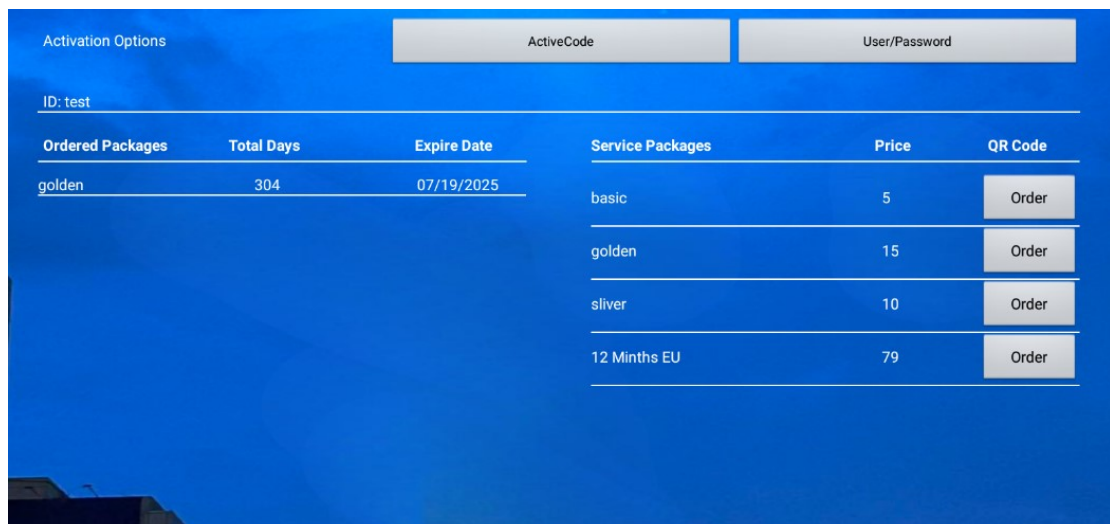 Activation Options ActiveCode User/Password
ID: test
Ordered Packages Total Days Expire Date
golden 304 07/19/2025
Service Packages Price QR Code
basic 5 Order
golden 15 Order
sliver 10 Order
12 Minths EU 79 Order